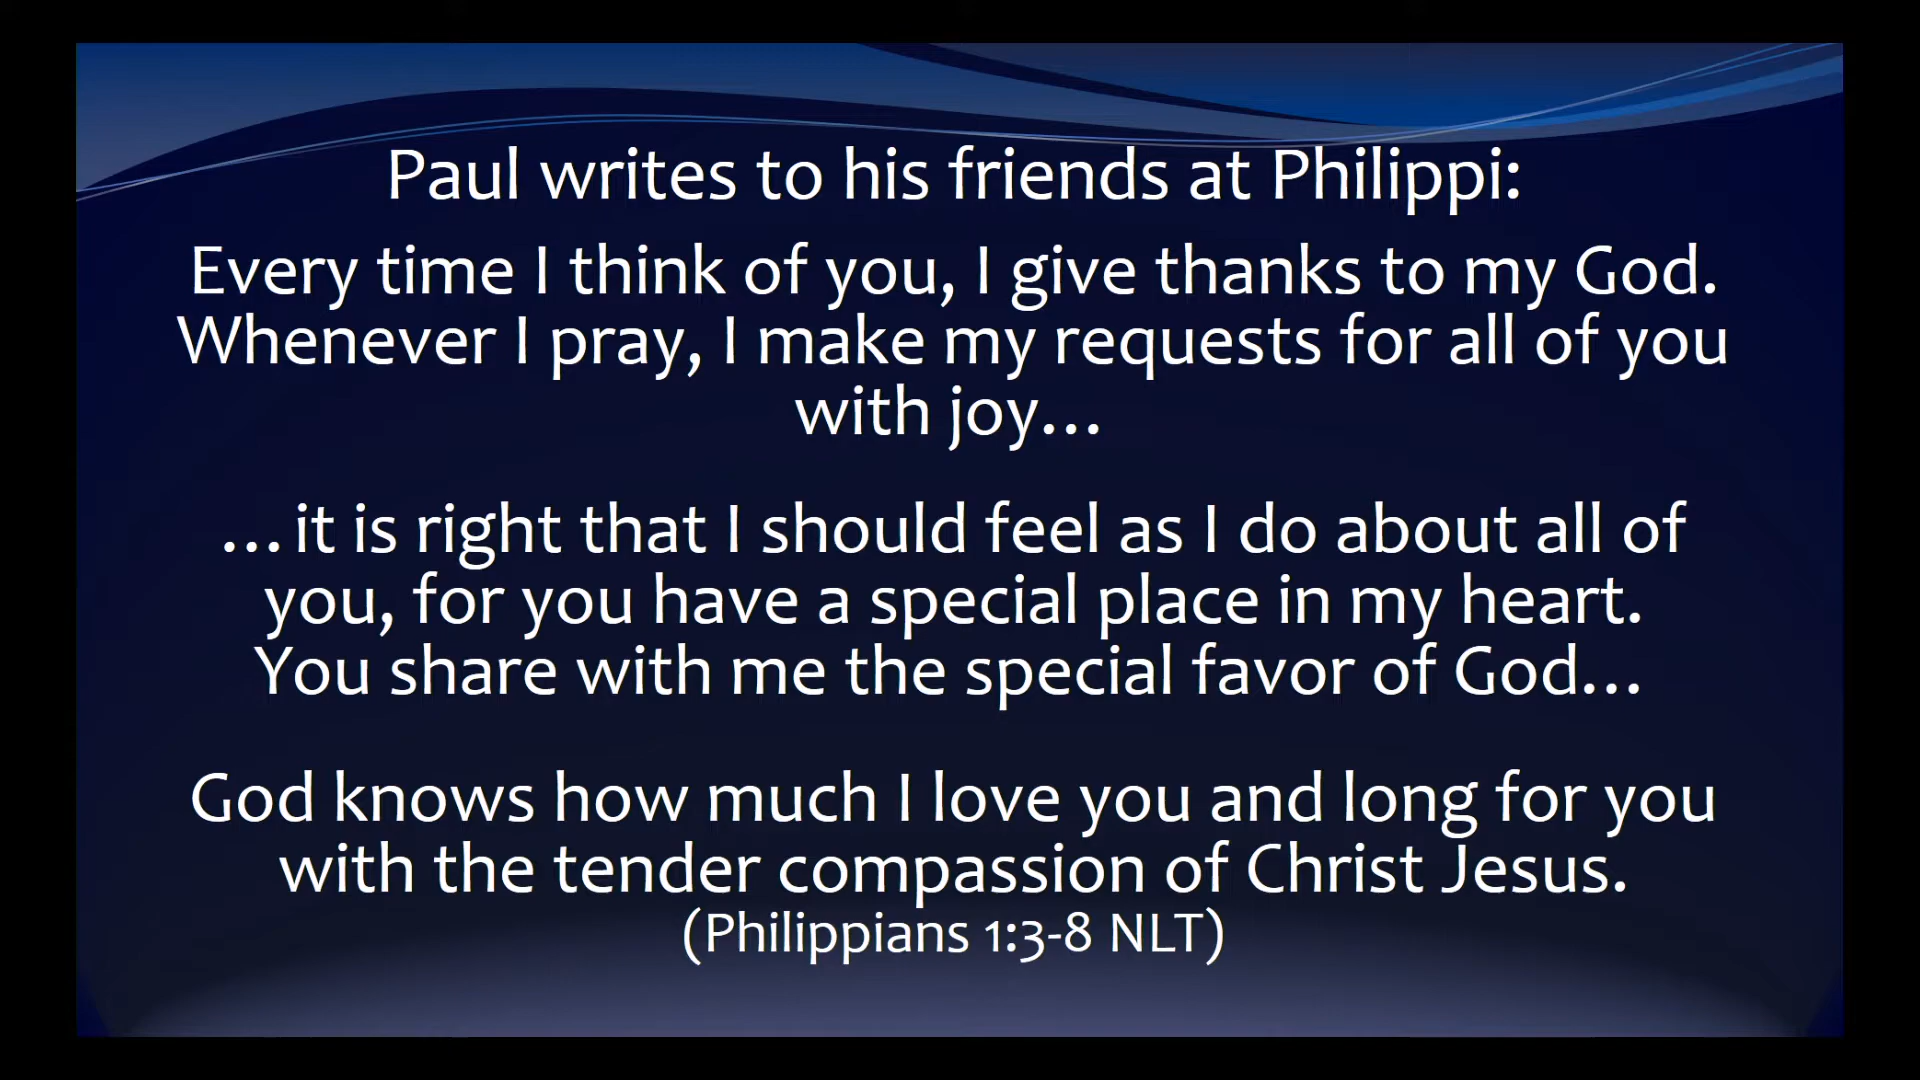 Paul writes to his friends at Philippi:
Every time I think of you, I give thanks to my God.
Whenever I pray, I make my requests for all of you
with joy…
…it is right that I should feel as I do about all of
you, for you have a special place in my heart.
You share with me the special favor of God…
God knows how much I love you and long for you
with the tender compassion of Christ Jesus.
(Philippians 1:3-8 NLT)